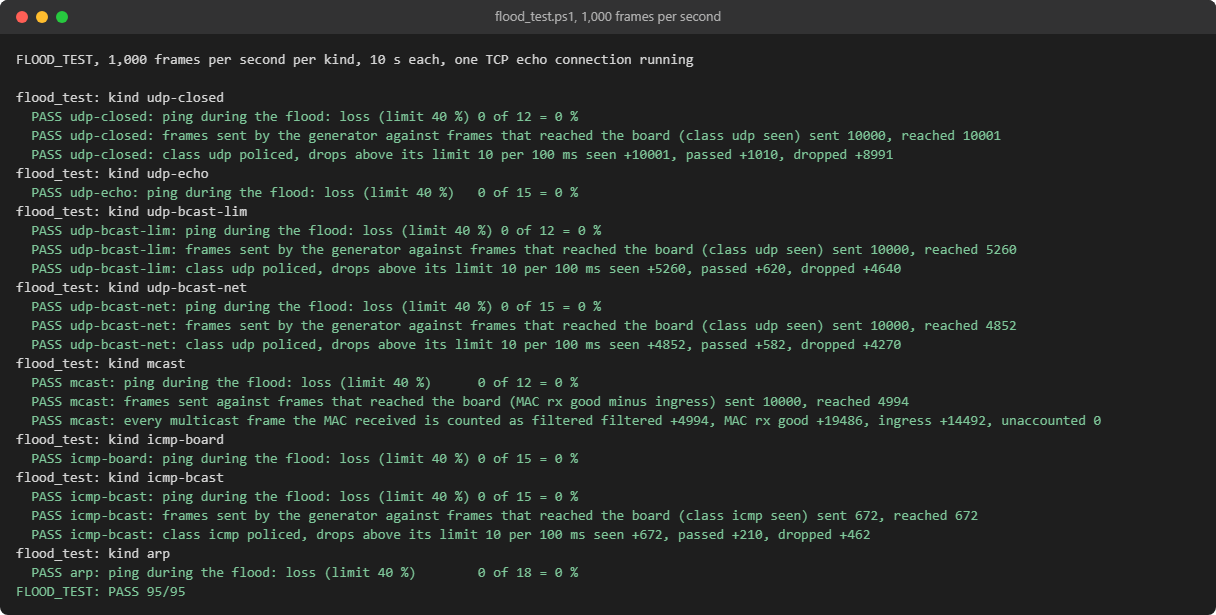 flood_test.ps1, 1,000 frames per second
FLOOD_TEST, 1,000 frames per second per kind, 10 s each, one TCP echo connection running
flood_test: kind udp-closed
PASS udp-closed: ping during the flood: loss (limit 40 %) 0 of 12 = 0 %
PASS udp-closed: frames sent by the generator against frames that reached the board (class udp seen) sent 10000, reached 10001
PASS udp-closed: class udp policed, drops above its limit 10 per 100 ms seen +10001, passed +1010, dropped +8991
flood_test: kind udp-echo
PASS udp-echo: ping during the flood: loss (limit 40 %)   0 of 15 = 0 %
flood_test: kind udp-bcast-lim
PASS udp-bcast-lim: ping during the flood: loss (limit 40 %) 0 of 12 = 0 %
PASS udp-bcast-lim: frames sent by the generator against frames that reached the board (class udp seen) sent 10000, reached 5260
PASS udp-bcast-lim: class udp policed, drops above its limit 10 per 100 ms seen +5260, passed +620, dropped +4640
flood_test: kind udp-bcast-net
PASS udp-bcast-net: ping during the flood: loss (limit 40 %) 0 of 15 = 0 %
PASS udp-bcast-net: frames sent by the generator against frames that reached the board (class udp seen) sent 10000, reached 4852
PASS udp-bcast-net: class udp policed, drops above its limit 10 per 100 ms seen +4852, passed +582, dropped +4270
flood_test: kind mcast
PASS mcast: ping during the flood: loss (limit 40 %)      0 of 12 = 0 %
PASS mcast: frames sent against frames that reached the board (MAC rx good minus ingress) sent 10000, reached 4994
PASS mcast: every multicast frame the MAC received is counted as filtered filtered +4994, MAC rx good +19486, ingress +14492, unaccounted 0
flood_test: kind icmp-board
PASS icmp-board: ping during the flood: loss (limit 40 %) 0 of 15 = 0 %
flood_test: kind icmp-bcast
PASS icmp-bcast: ping during the flood: loss (limit 40 %) 0 of 15 = 0 %
PASS icmp-bcast: frames sent by the generator against frames that reached the board (class icmp seen) sent 672, reached 672
PASS icmp-bcast: class icmp policed, drops above its limit 10 per 100 ms seen +672, passed +210, dropped +462
flood_test: kind arp
PASS arp: ping during the flood: loss (limit 40 %)        0 of 18 = 0 %
FLOOD_TEST: PASS 95/95